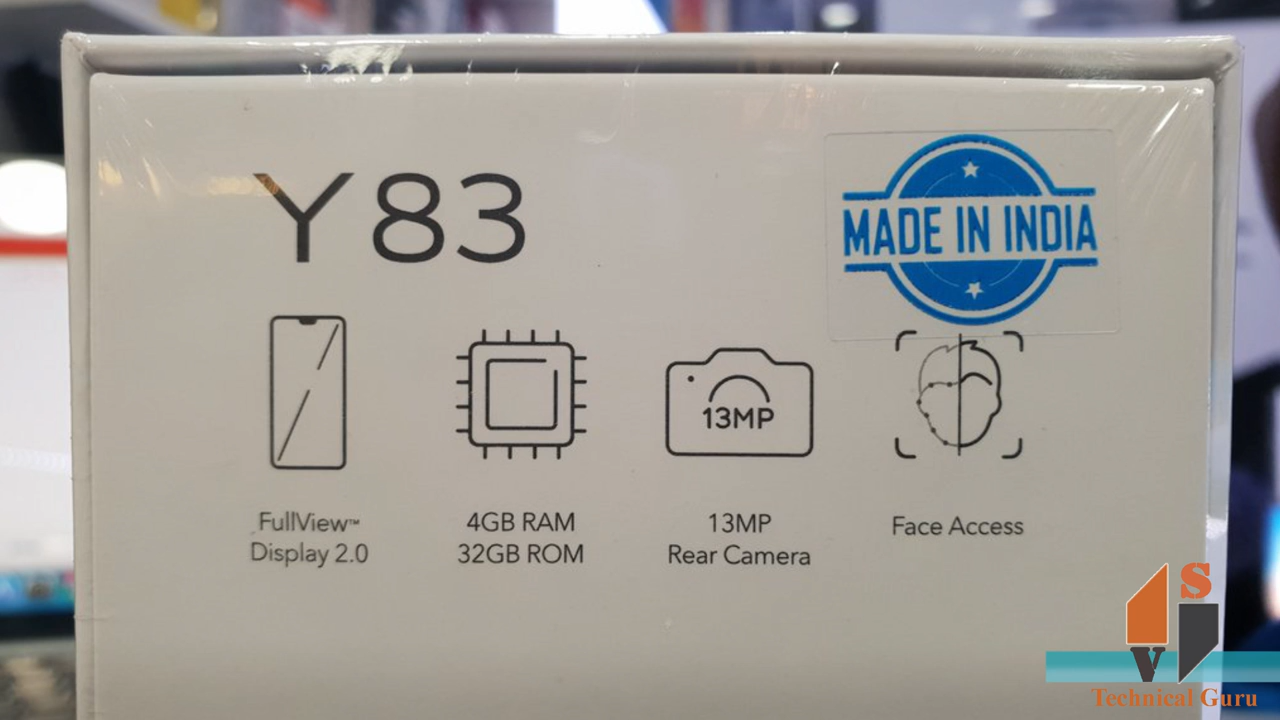 Y83
MADE IN INDIA
13MP
FullView™
Display 2.0
4GB RAM
32GB ROM
13MP
Rear Camera
Face Access
S
V
Technical Guru